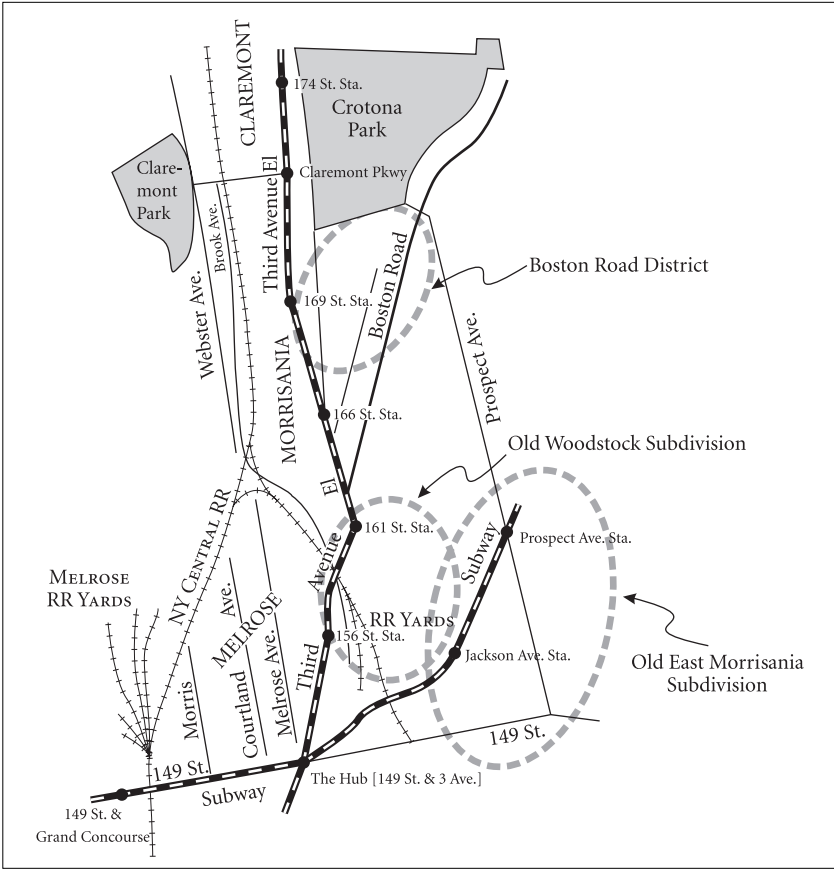 CLAREMONT
174 St. Sta.
Crotona
Park
Clare-
mont
Park
Third Avenue El
Claremont Pkwy
Brook Ave.
Webster Ave.
Boston Road
Boston Road District
169 St. Sta.
Prospect Ave.
MORRISANIA
166 St. Sta.
Old Woodstock Subdivision
El
161 St. Sta.
Subway
Prospect Ave. Sta.
NY CENTRAL RR
Avenue
MELROSE
RR YARDS
Ave.
MELROSE
RR YARDS
156 St. Sta.
Jackson Ave. Sta.
Old East Morrisania
Subdivision
Morris
Courtland
Melrose Ave.
Third
149 St.
149 St.
Subway
The Hub [149 St. & 3 Ave.]
149 St. &
Grand Concourse